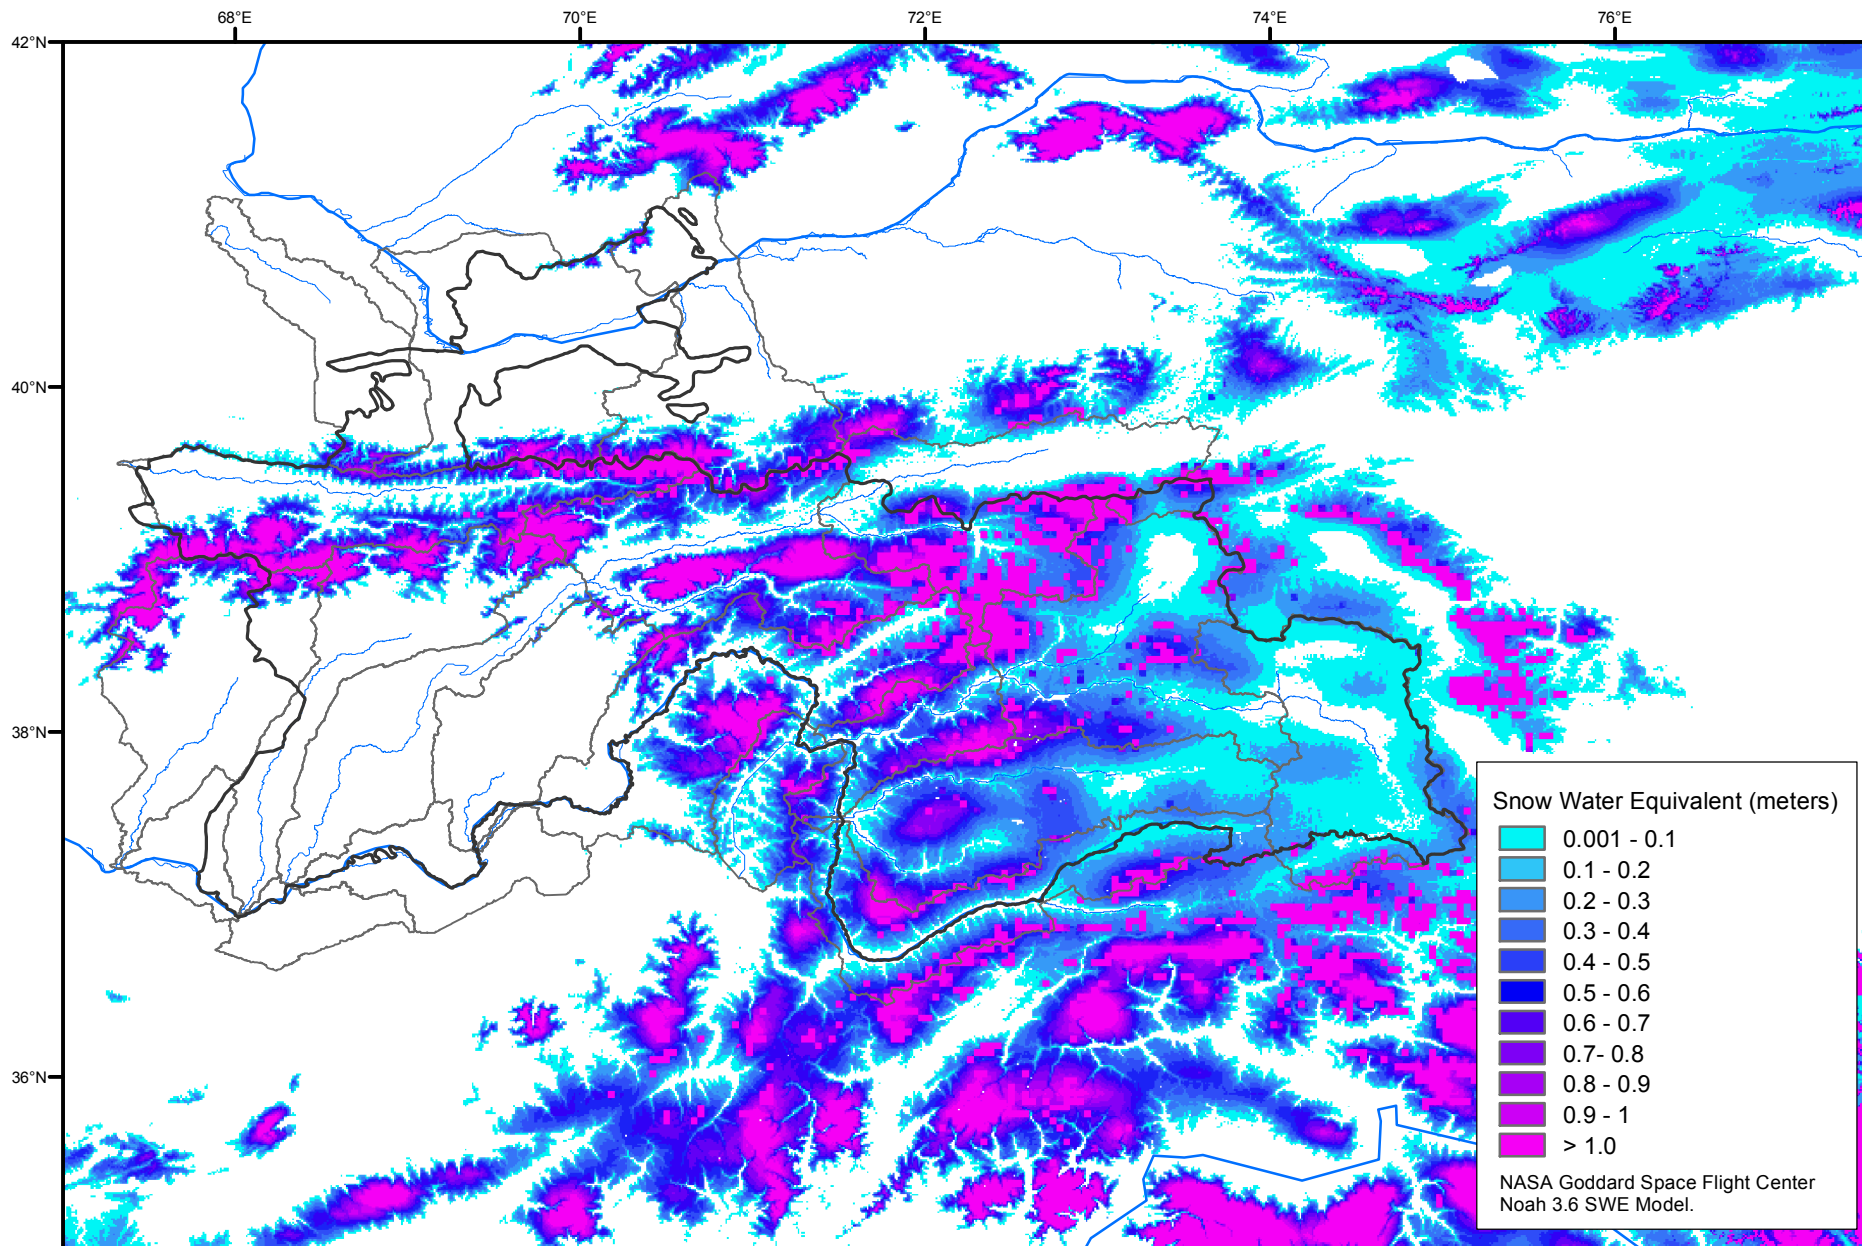 68°E
70°E
72°E
74°E
76°E
42°N
40°N
38°N
36°N
Snow Water Equivalent (meters)
0.001 - 0.1
0.1 - 0.2
0.2 - 0.3
0.3 - 0.4
0.4 - 0.5
0.5 - 0.6
0.6 - 0.7
0.7- 0.8
0.8 - 0.9
0.9 - 1
> 1.0
NASA Goddard Space Flight Center
Noah 3.6 SWE Model.